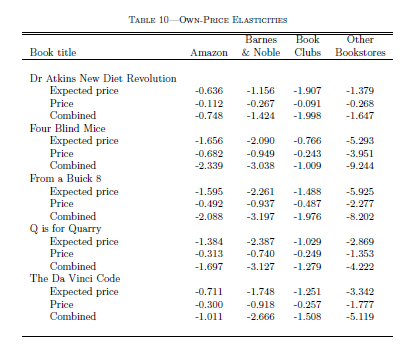 TABLE 10—OWN-PRICE ELASTICITIES
Barnes Book Other
Book title Amazon & Noble Clubs Bookstores
Dr Atkins New Diet Revolution
Expected price -0.636 -1.156 -1.907 -1.379
Price -0.112 -0.267 -0.091 -0.268
Combined -0.748 -1.424 -1.998 -1.647
Four Blind Mice
Expected price -1.656 -2.090 -0.766 -5.293
Price -0.682 -0.949 -0.243 -3.951
Combined -2.339 -3.038 -1.009 -9.244
From a Buick 8
Expected price -1.595 -2.261 -1.488 -5.925
Price -0.492 -0.937 -0.487 -2.277
Combined -2.088 -3.197 -1.976 -8.202
Q is for Quarry
Expected price -1.384 -2.387 -1.029 -2.869
Price -0.313 -0.740 -0.249 -1.353
Combined -1.697 -3.127 -1.279 -4.222
The Da Vinci Code
Expected price -0.711 -1.748 -1.251 -3.342
Price -0.300 -0.918 -0.257 -1.777
Combined -1.011 -2.666 -1.508 -5.119